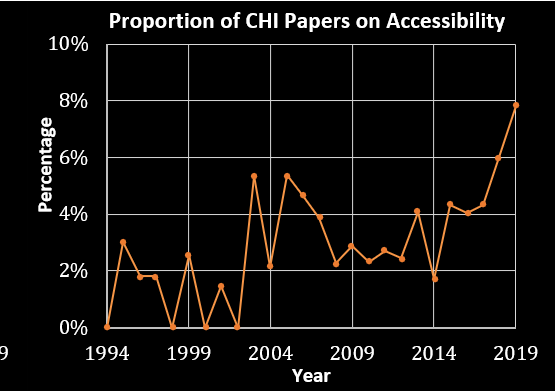 Proportion of CHI Papers on Accessibility
10%
8%
6%
4%
2%
0%
Percentage
9
1994 1999 2004 2009 2014 2019
Year